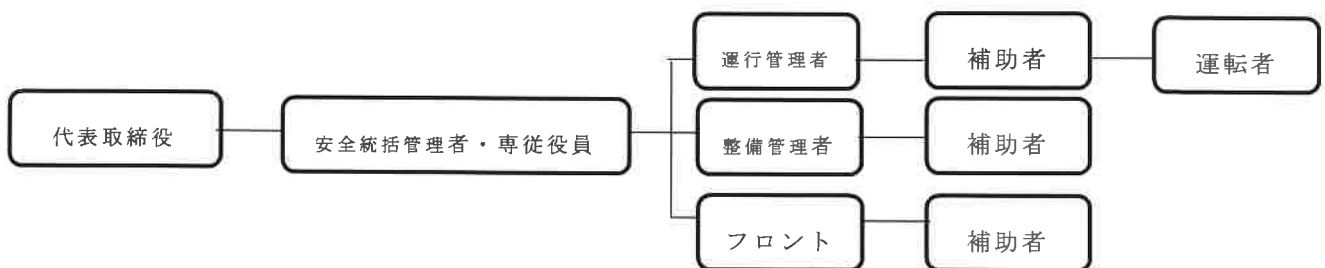 代表取締役
安全統括管理者・専従役員
運行管理者
補助者
運転者
整備管理者
補助者
フロント
補助者